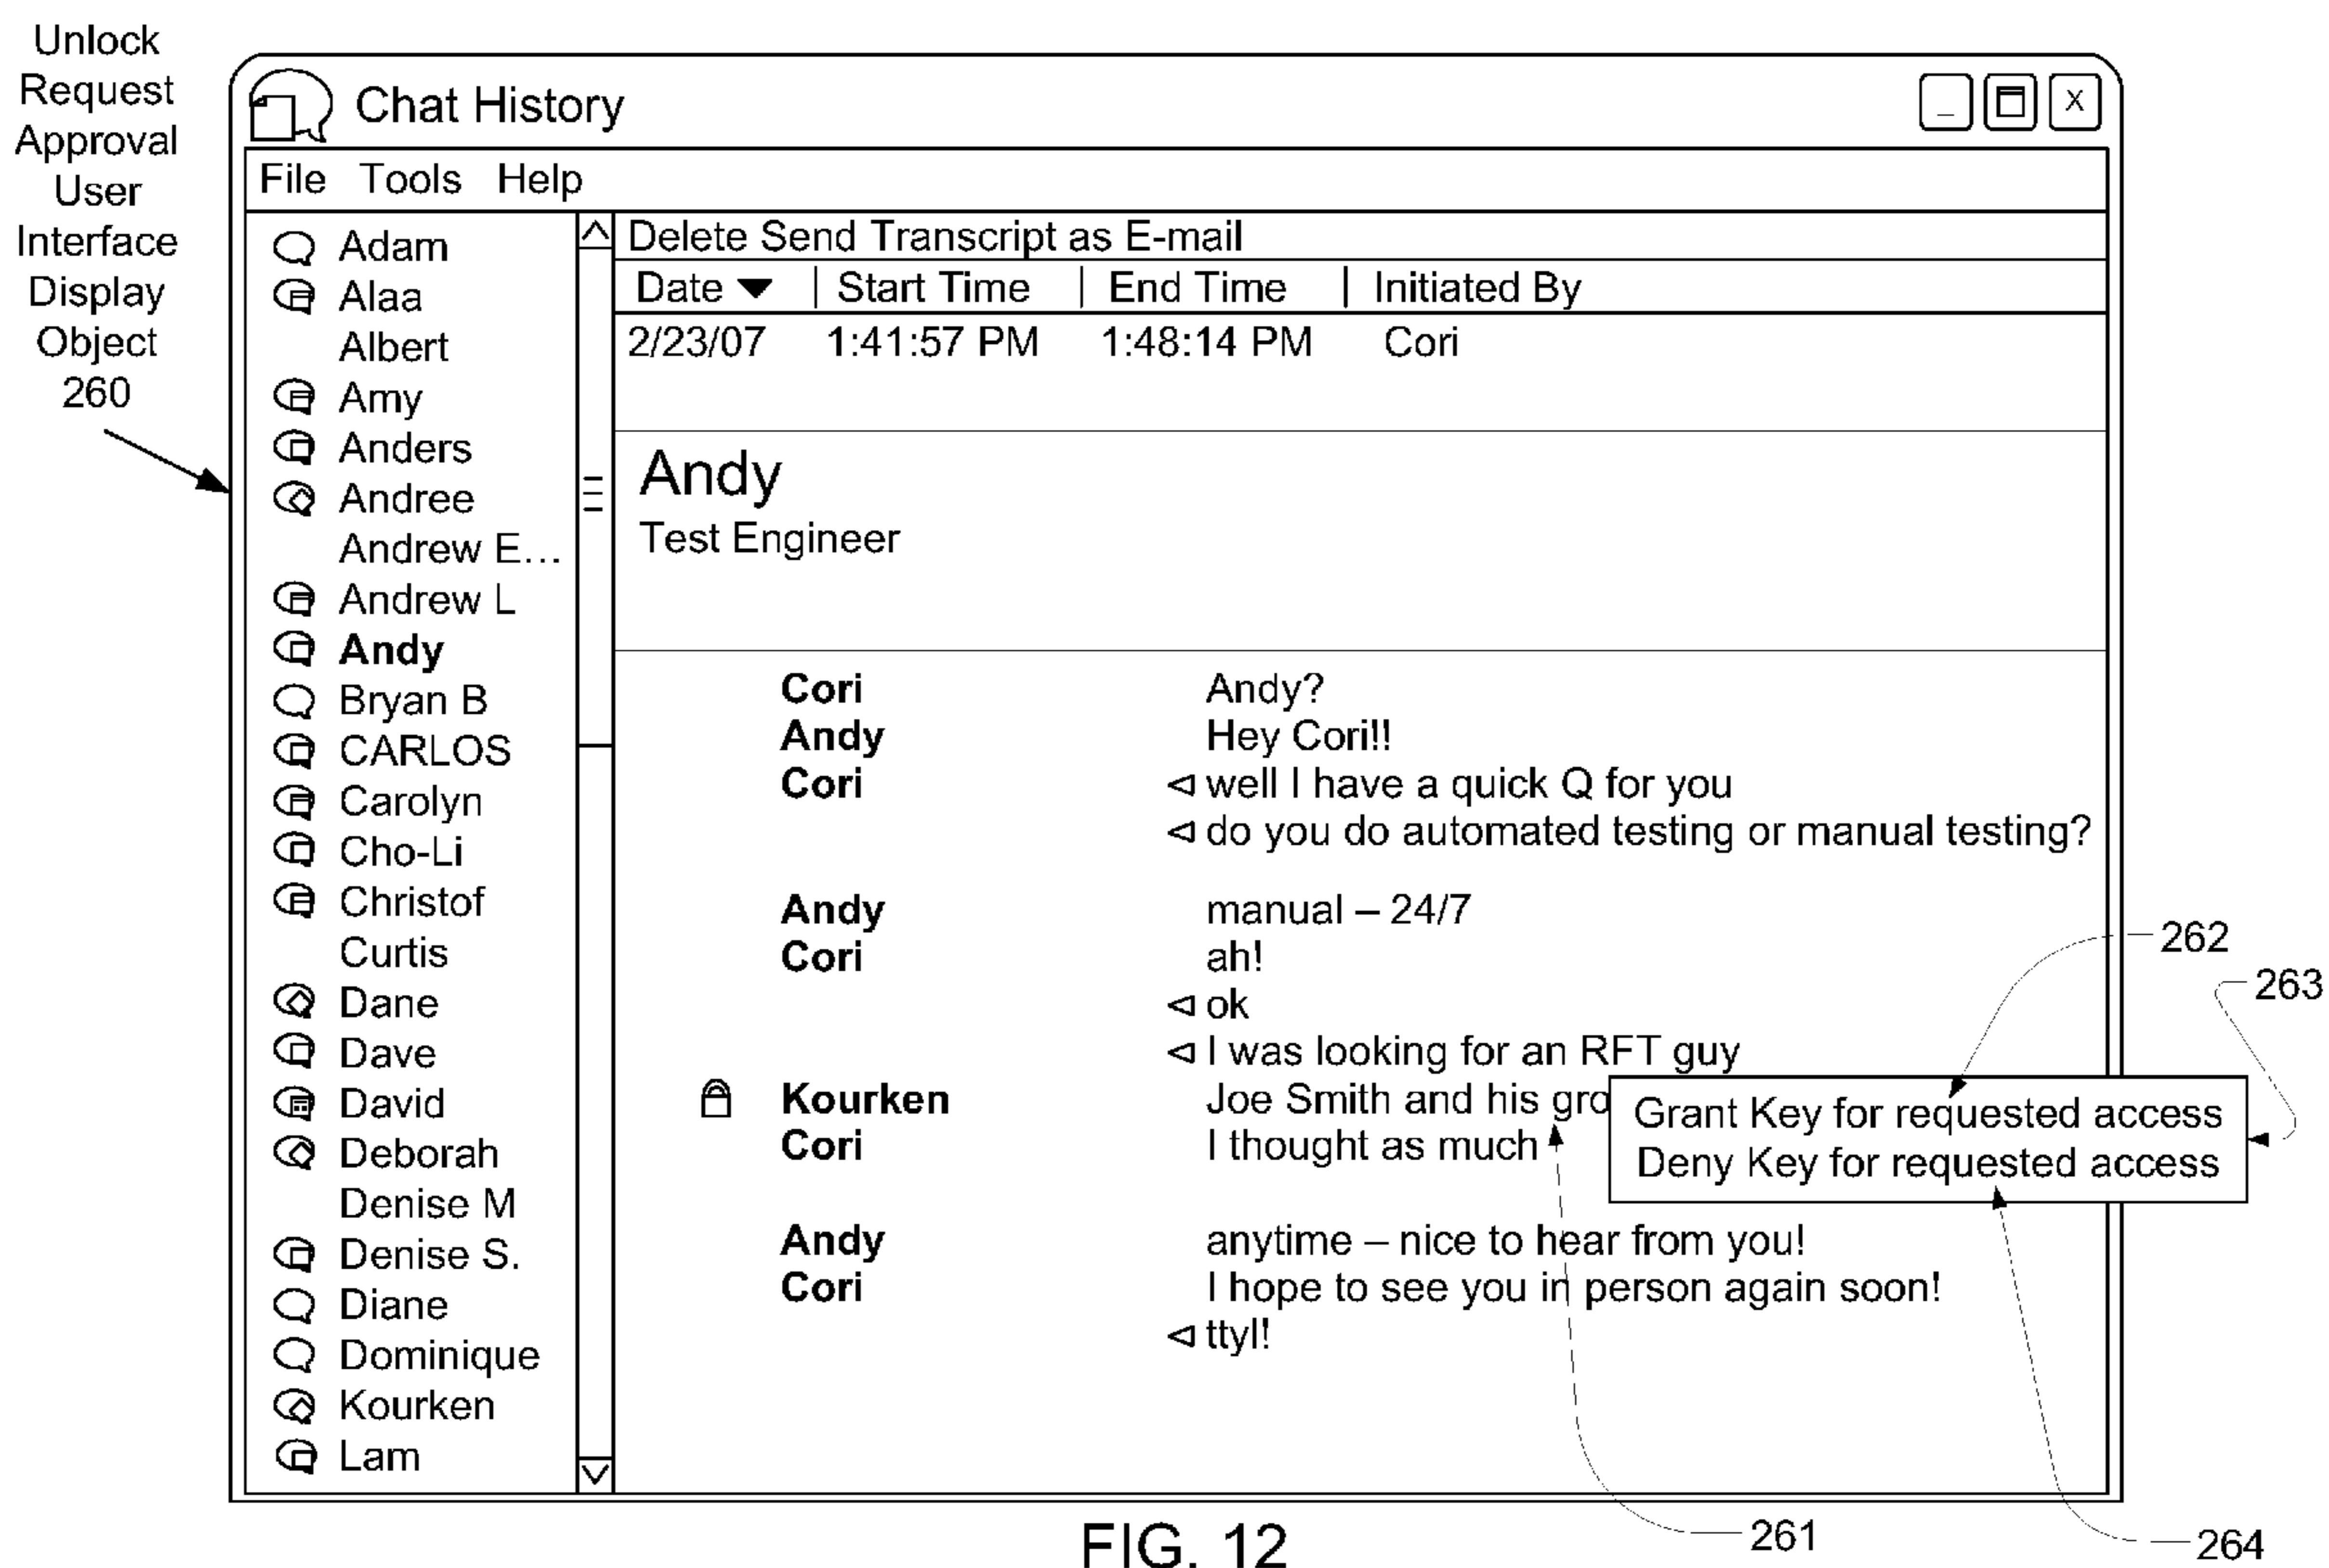 Unlock
Request
Approval
User
Interface
Display
Object
260
Chat History
_ X
File Tools Help
Adam
Alaa
Albert
Amy
Anders
Andree
Andrew E...
Andrew L
Andy
Bryan B
CARLOS
Carolyn
Cho-Li
Christof
Curtis
Dane
Dave
David
Deborah
Denise M
Denise S.
Diane
Dominique
Kourken
Lam
Delete Send Transcript as E-mail
Date ▼ | Start Time | End Time | Initiated By
2/23/07 1:41:57 PM 1:48:14 PM Cori
Andy
Test Engineer
Cori Andy?
Andy Hey Cori!!
Cori well I have a quick Q for you
do you do automated testing or manual testing?
Andy manual – 24/7
Cori ah!
ok
I was looking for an RFT guy
Kourken Joe Smith and his gro
Cori I thought as much
Andy anytime – nice to hear from you!
Cori I hope to see you in person again soon!
ttyl!
Grant Key for requested access
Deny Key for requested access
262
263
261
264
FIG. 12